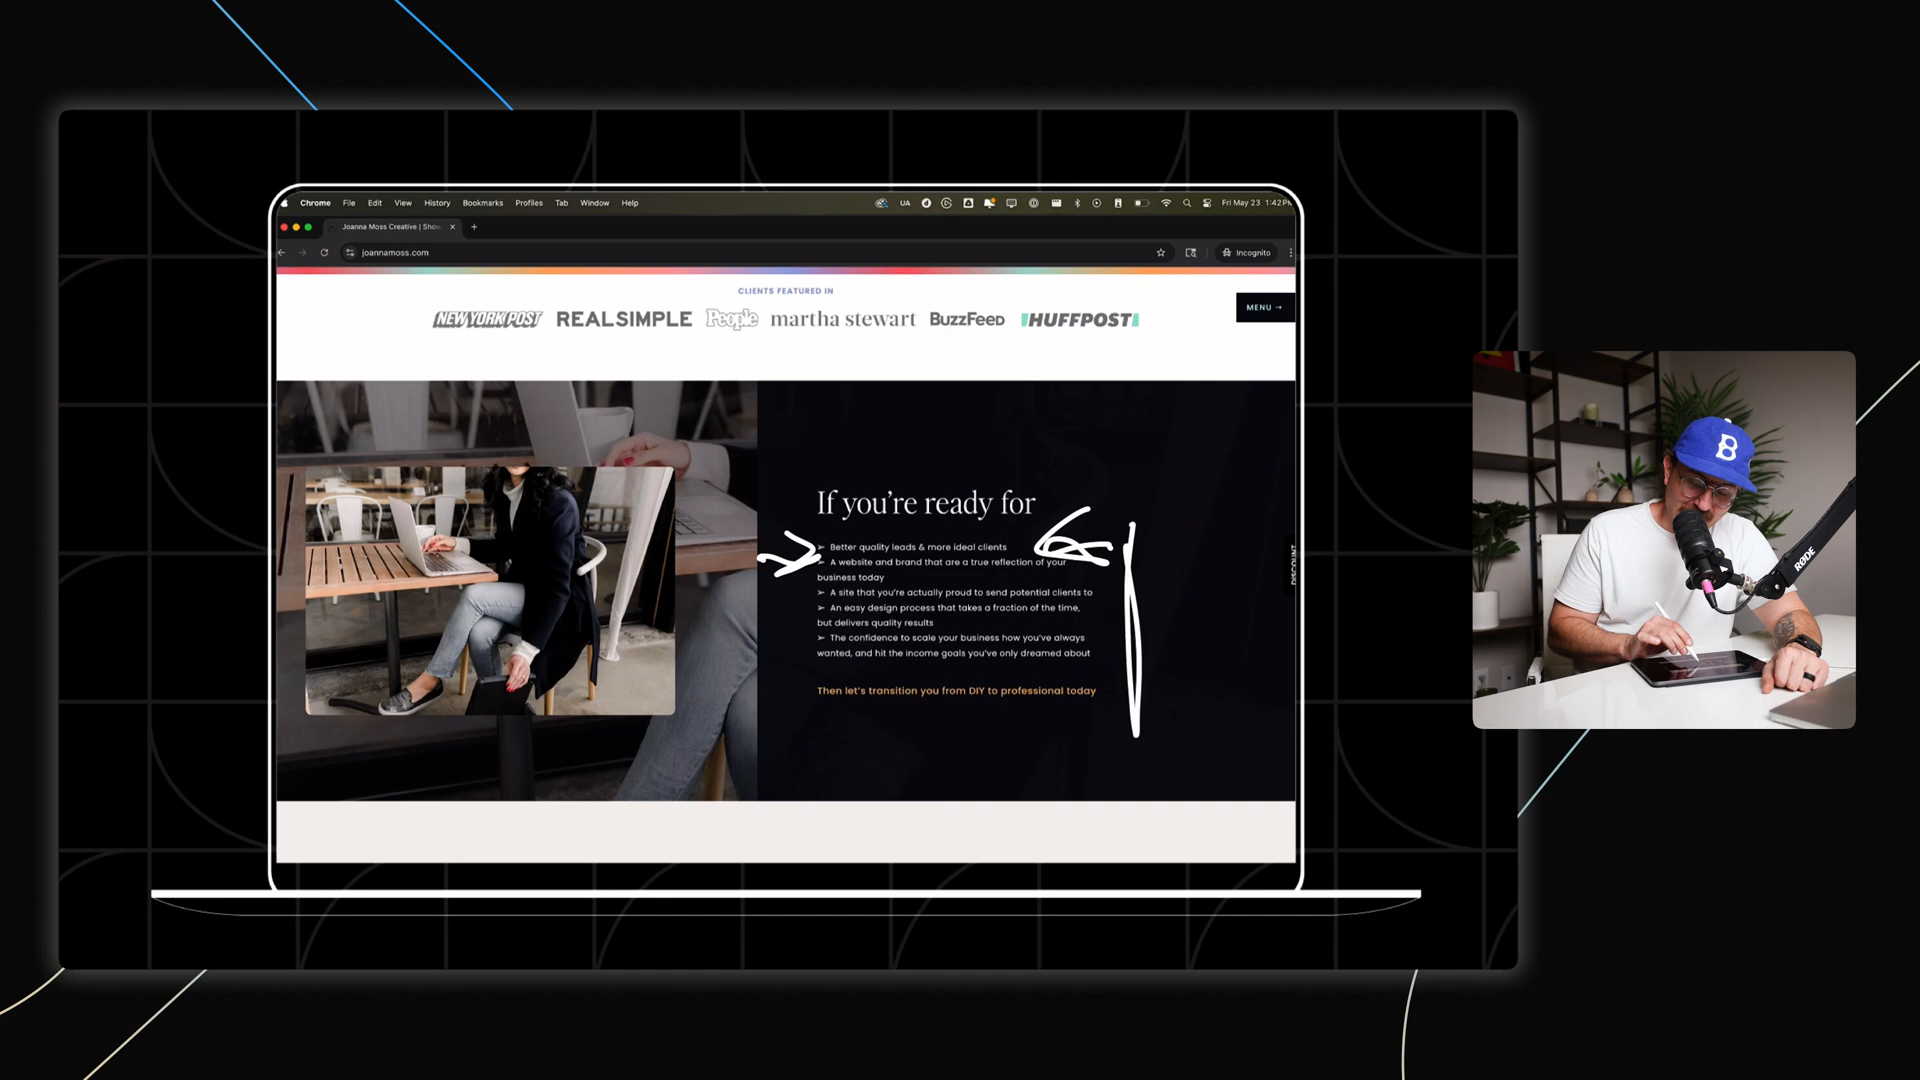 Chrome File Edit View History Bookmarks Profiles Tab Window Help UA Fri May 23 1:42P
Joanna Moss Creative | Show
joannamoss.com Incognito
CLIENTS FEATURED IN
MENU →
NEW YORK POST REALSIMPLE People martha stewart BuzzFeed HUFFPOST
If you're ready for
➢ Better quality leads & more ideal clients
➢ A website and brand that are a true reflection of your
business today
➢ A site that you're actually proud to send potential clients to
➢ An easy design process that takes a fraction of the time,
but delivers quality results
➢ The confidence to scale your business how you've always
wanted, and hit the income goals you've only dreamed about
Then let's transition you from DIY to professional today
DISCOUNT
B
RØDE